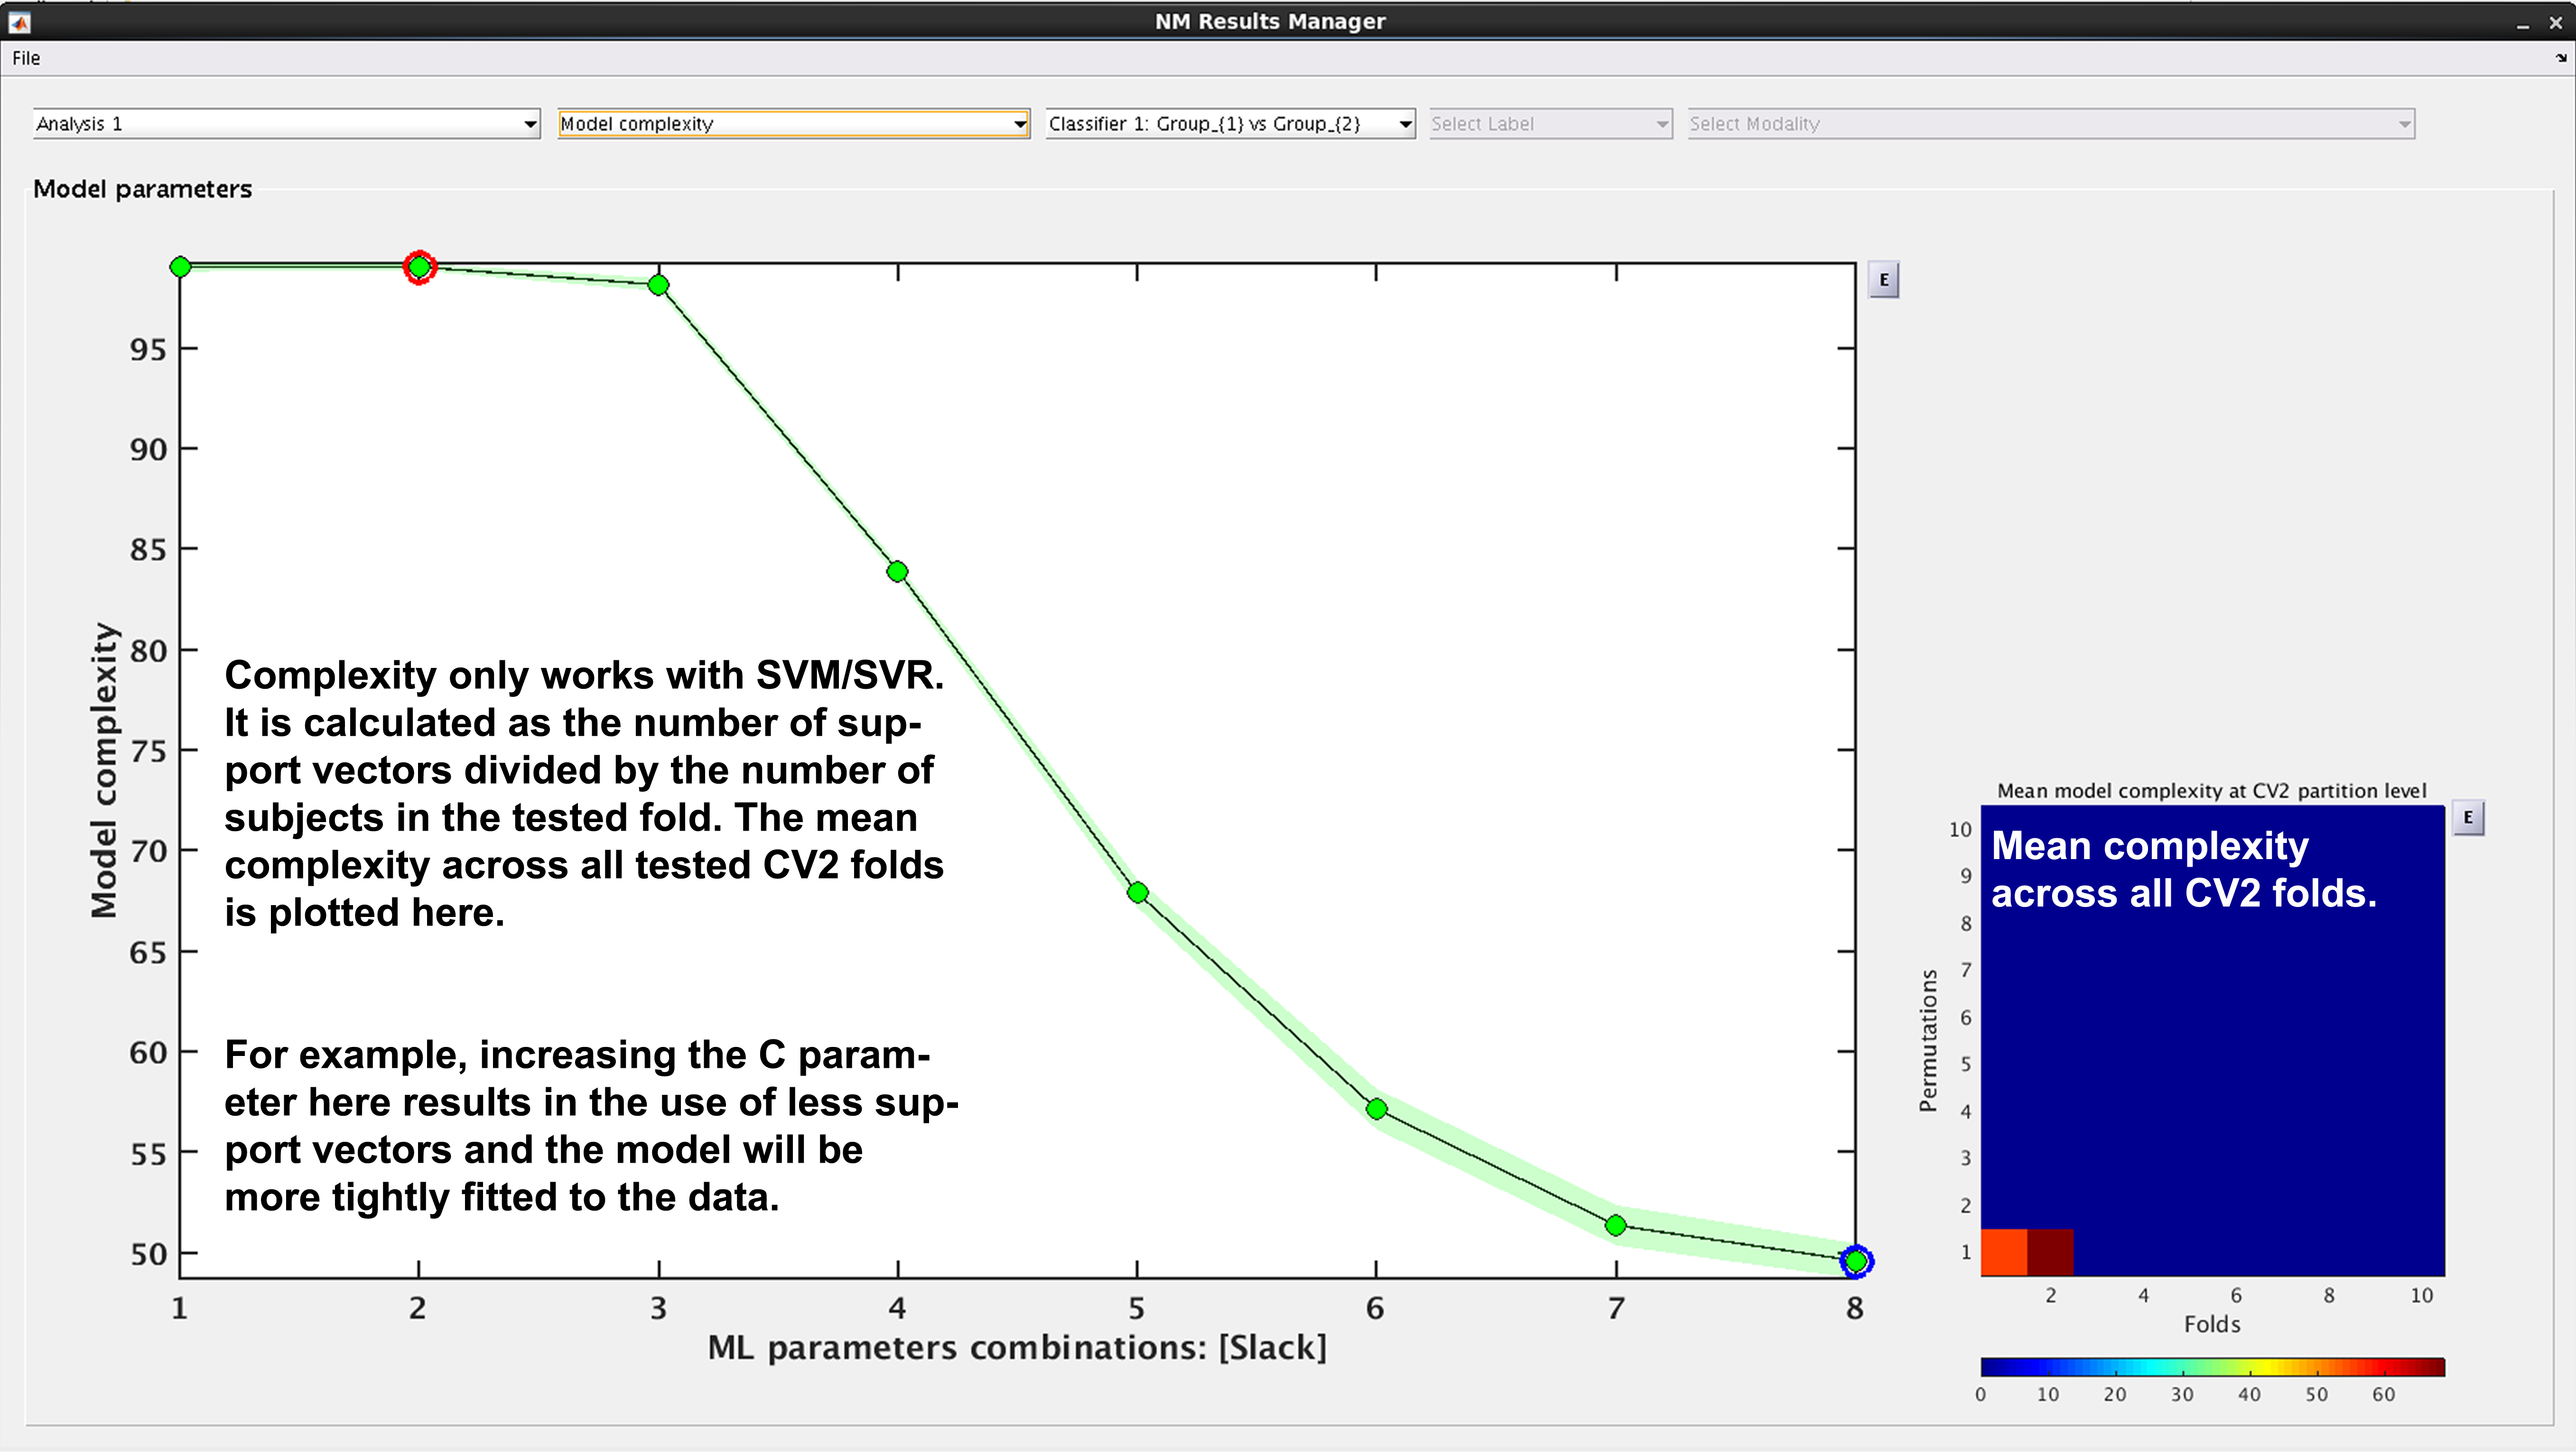 NM Results Manager
File
Analysis 1
Model complexity
Classifier 1: Group_{1} vs Group_{2}
Select Label
Select Modality
Model parameters
E
95
90
85
80
75
70
65
60
55
50
Model complexity
Complexity only works with SVM/SVR.
It is calculated as the number of sup-
port vectors divided by the number of
subjects in the tested fold. The mean
complexity across all tested CV2 folds
is plotted here.
For example, increasing the C param-
eter here results in the use of less sup-
port vectors and the model will be
more tightly fitted to the data.
1 2 3 4 5 6 7 8
ML parameters combinations: [Slack]
Mean model complexity at CV2 partition level
E
Mean complexity
across all CV2 folds.
10
9
8
7
6
5
4
3
2
1
Permutations
2 4 6 8 10
Folds
0 10 20 30 40 50 60